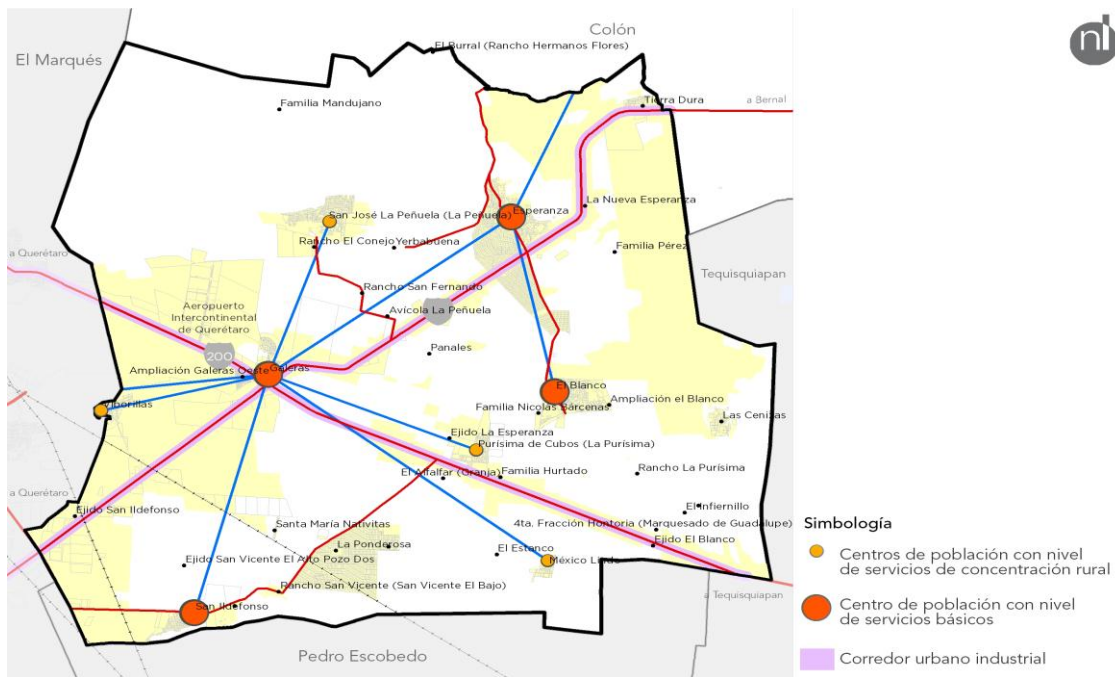 Colón
El Marqués
El Burral (Rancho Hermanos Flores)
Familia Mandujano
Tierra Dura
a Bernal
San José La Peñuela (La Peñuela)
Esperanza
La Nueva Esperanza
Rancho El Conejo
Yerbabuena
Familia Pérez
a Querétaro
Tequisquiapan
Rancho San Fernando
Aeropuerto
Intercontinental
de Querétaro
Avícola La Peñuela
200
Panales
Ampliación Galeras Oeste
Galeras
El Blanco
Viborillas
Ampliación el Blanco
Familia Nicolas Bárcenas
Las Cenizas
Ejido La Esperanza
Purísima de Cubos (La Purísima)
El Alfalfar (Granja)
Familia Hurtado
Rancho La Purísima
a Querétaro
Ejido San Ildefonso
El Infiernillo
Santa María Nativitas
4ta. Fracción Hontoria (Marquesado de Guadalupe)
Ejido El Blanco
La Ponderosa
El Estanco
México Lindo
Ejido San Vicente El Alto Pozo Dos
Rancho San Vicente (San Vicente El Bajo)
San Ildefonso
a Tequisquiapan
Pedro Escobedo
nl
Simbología
Centros de población con nivel
de servicios de concentración rural
Centro de población con nivel
de servicios básicos
Corredor urbano industrial